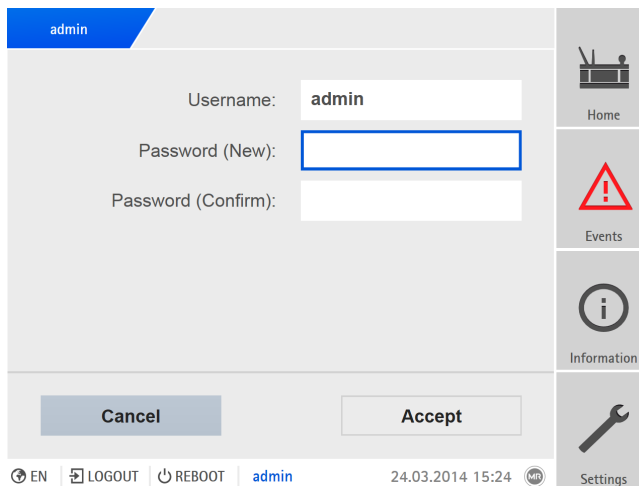 admin
Username: admin
Password (New):
Password (Confirm):
Cancel Accept
EN LOGOUT REBOOT admin 24.03.2014 15:24 MR
Home
Events
Information
Settings